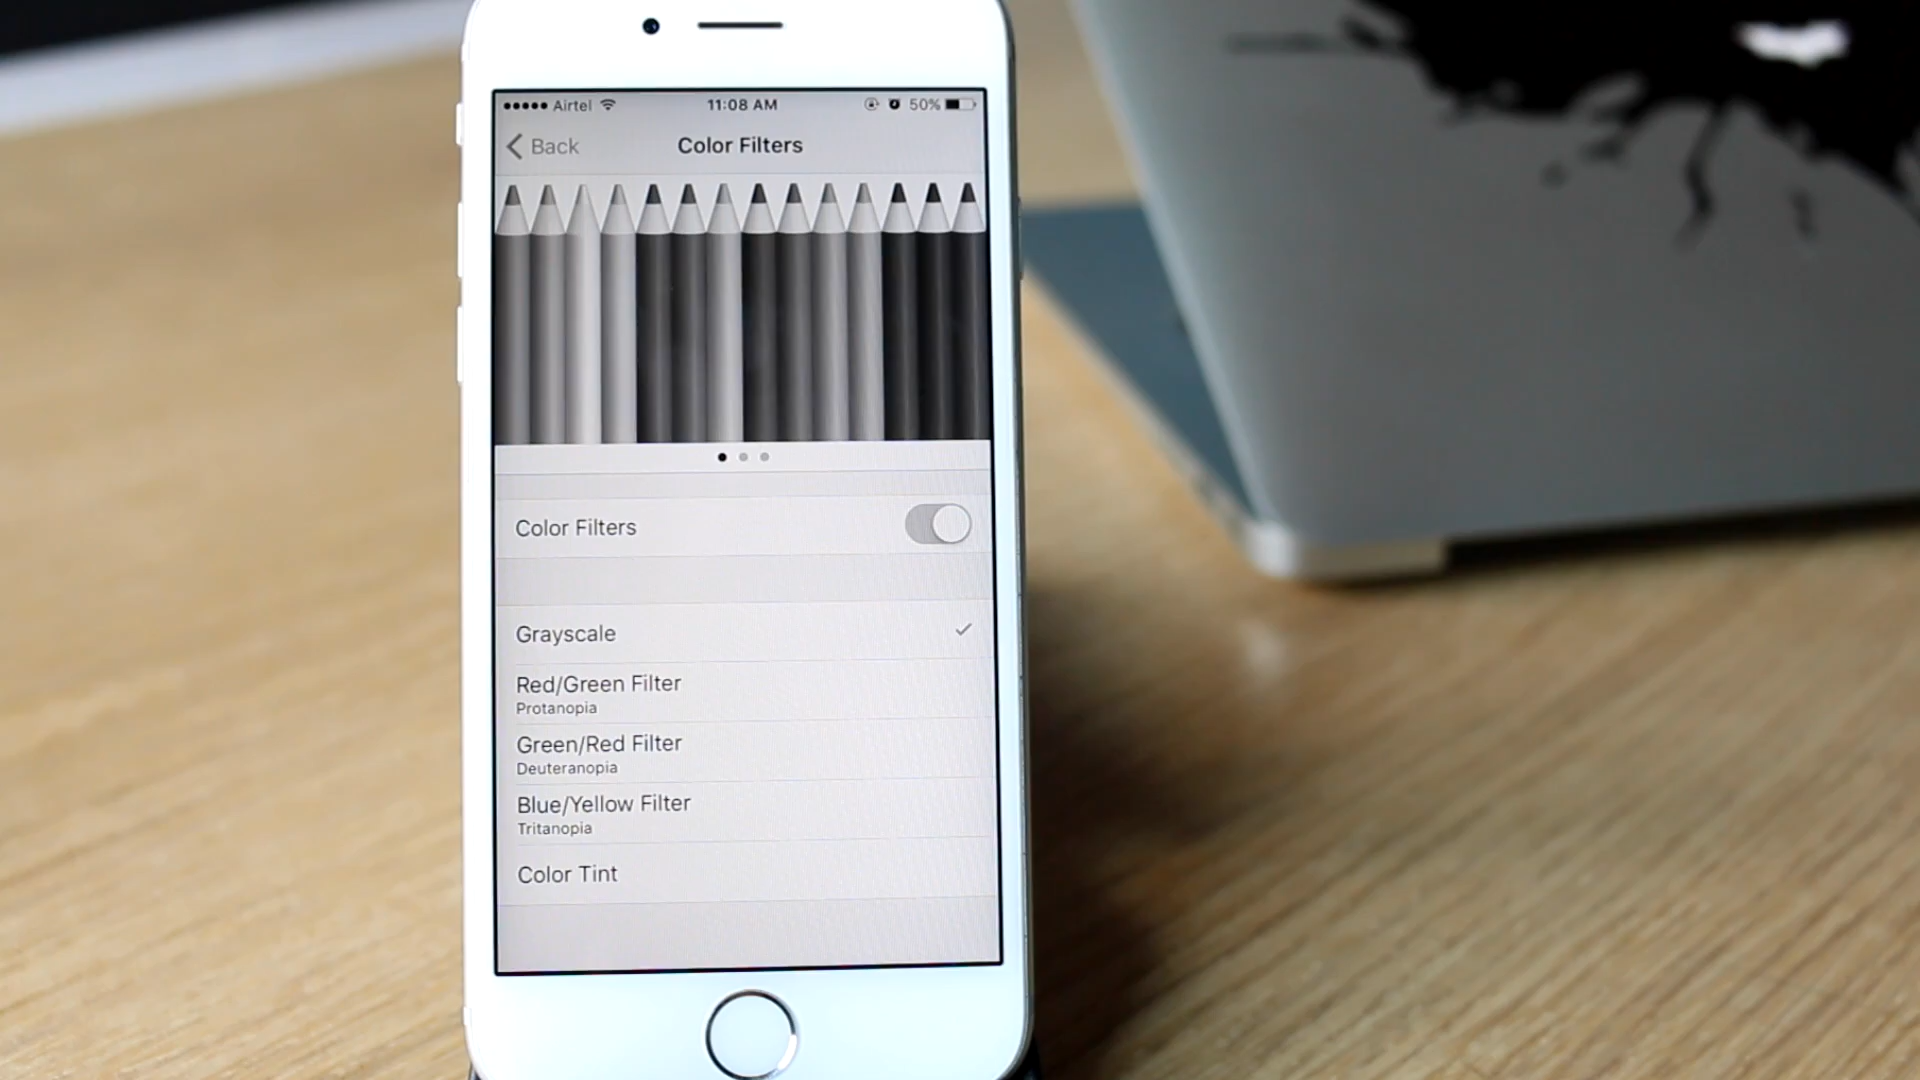 Airtel 11:08 AM 50%
Back Color Filters
Color Filters
Grayscale
Red/Green Filter
Protanopia
Green/Red Filter
Deuteranopia
Blue/Yellow Filter
Tritanopia
Color Tint